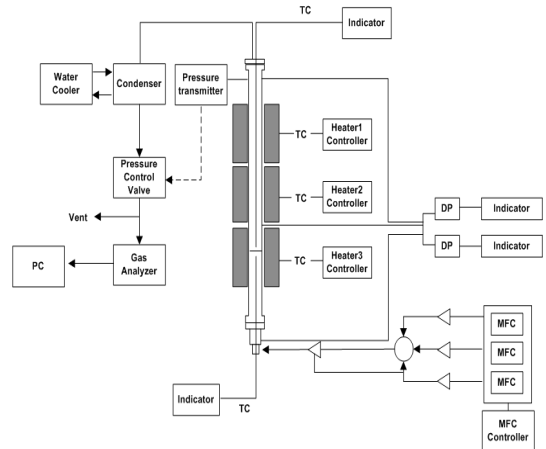 TC
Indicator
Water
Cooler
Condenser
Pressure
transmitter
TC
Heater1
Controller
Pressure
Control
Valve
TC
Heater2
Controller
Vent
DP
Indicator
DP
Indicator
PC
Gas
Analyzer
TC
Heater3
Controller
MFC
MFC
MFC
Indicator
TC
MFC
Controller